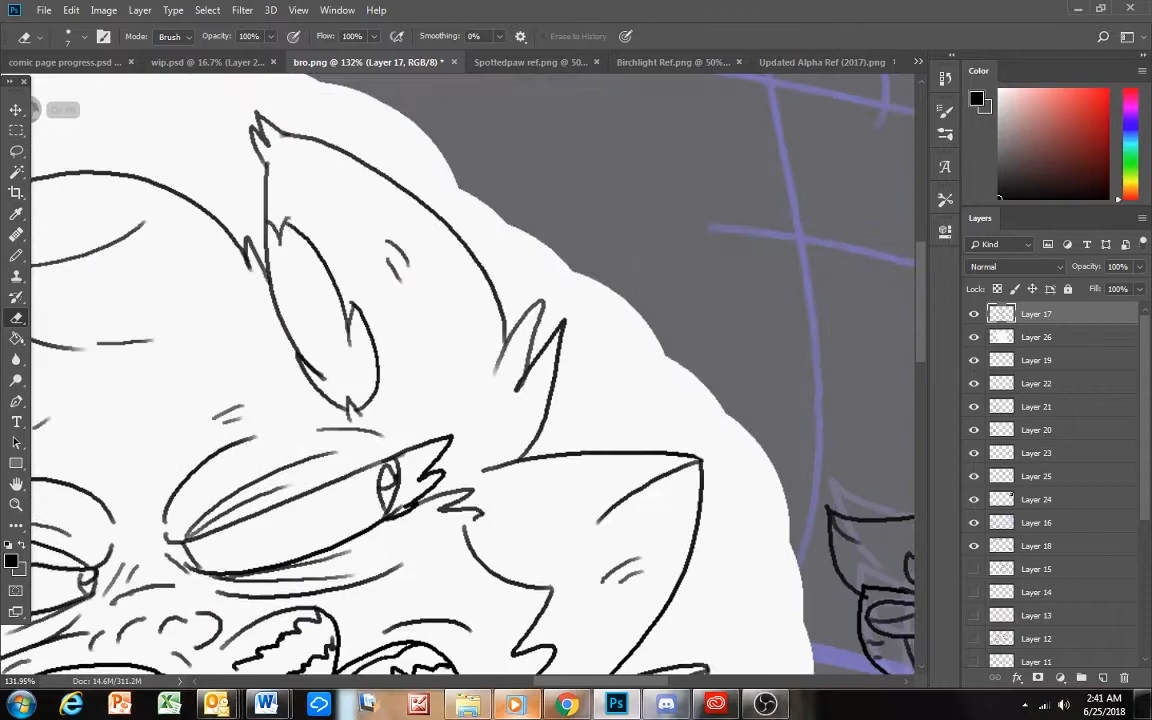 Ps File Edit Image Layer Type Select Filter 3D View Window Help
7 Mode: Brush Opacity: 100% Flow: 100% Smoothing: 0% Erase to History
comic page progress.psd ... × wip.psd @ 16.7% (Layer 2... × bro.png @ 132% (Layer 17, RGB/8) * × Spottedpaw ref.png @ 50... × Birchlight Ref.png @ 50%... × Updated Alpha Ref (2017).png
Color
Layers
Kind
Normal Opacity: 100%
Lock: Fill: 100%
Layer 17
Layer 26
Layer 19
Layer 22
Layer 21
Layer 20
Layer 23
Layer 25
Layer 24
Layer 16
Layer 18
Layer 15
Layer 14
Layer 13
Layer 12
Layer 11
131.95% Doc: 14.6M/311.2M
2:41 AM
6/25/2018